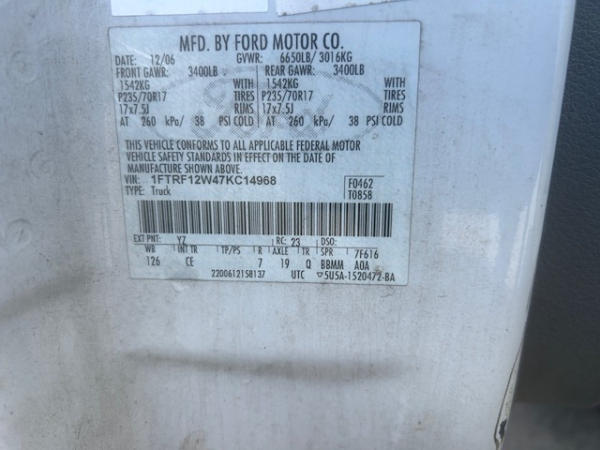 MFD. BY FORD MOTOR CO.
DATE: 12/06 GVWR: 6650LB/ 3016KG
FRONT GAWR: 3400LB REAR GAWR: 3400LB
1542KG WITH 1542KG WITH
P235/70R17 TIRES P235/70R17 TIRES
17x7.5J RIMS 17x7.5J RIMS
AT 260 kPa/ 38 PSI COLD AT 260 kPa/ 38 PSI COLD
THIS VEHICLE CONFORMS TO ALL APPLICABLE FEDERAL MOTOR
VEHICLE SAFETY STANDARDS IN EFFECT ON THE DATE OF
MANUFACTURE SHOWN ABOVE.
VIN: 1FTRF12W47KC14968 F0462
TYPE: Truck T0858
EXT PNT: YZ RC: 23 DSO:
WB INT TR TP/PS R AXLE TR SPR 7F616
126 CE 7 19 Q BBMM AOA
2200612158137 UTC ▽5U5A-1520472-BA